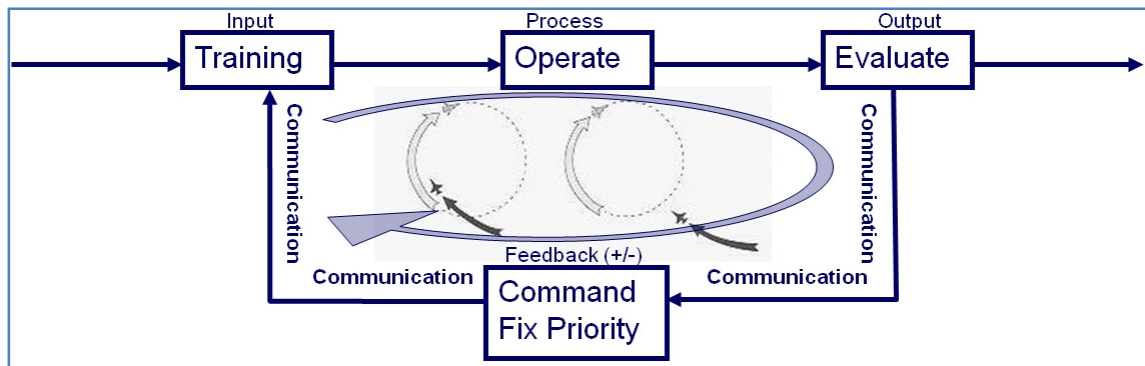 Input
Process
Output
Training
Operate
Evaluate
Communication
Communication
Feedback (+/-)
Communication
Communication
Command
Fix Priority